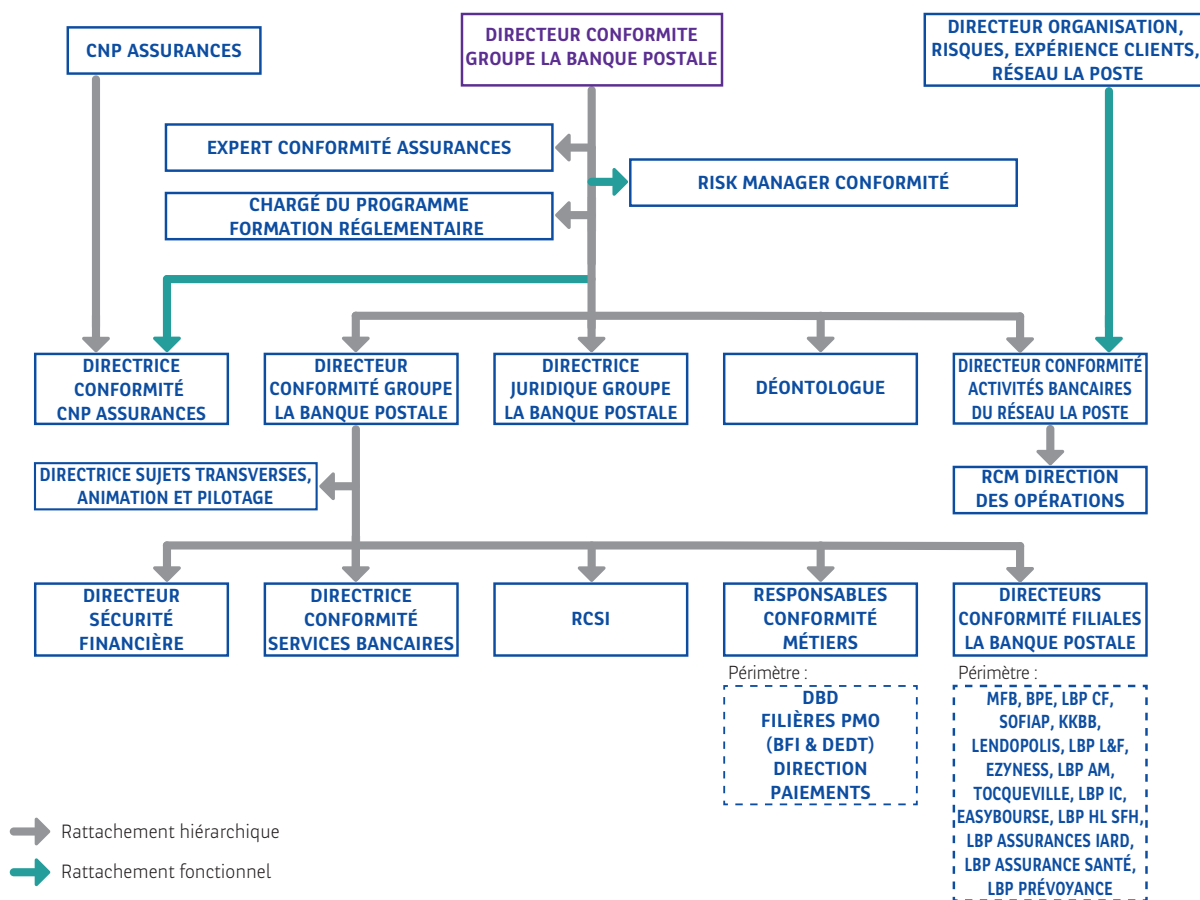 CNP ASSURANCES
DIRECTEUR CONFORMITE
GROUPE LA BANQUE POSTALE
DIRECTEUR ORGANISATION,
RISQUES, EXPÉRIENCE CLIENTS,
RÉSEAU LA POSTE
EXPERT CONFORMITÉ ASSURANCES
RISK MANAGER CONFORMITÉ
CHARGÉ DU PROGRAMME
FORMATION RÉGLEMENTAIRE
DIRECTRICE
CONFORMITÉ
CNP ASSURANCES
DIRECTEUR
CONFORMITÉ GROUPE
LA BANQUE POSTALE
DIRECTRICE
JURIDIQUE GROUPE
LA BANQUE POSTALE
DÉONTOLOGUE
DIRECTEUR CONFORMITÉ
ACTIVITÉS BANCAIRES
DU RÉSEAU LA POSTE
DIRECTRICE SUJETS TRANSVERSES,
ANIMATION ET PILOTAGE
RCM DIRECTION
DES OPÉRATIONS
DIRECTEUR
SÉCURITÉ
FINANCIÈRE
DIRECTRICE
CONFORMITÉ
SERVICES BANCAIRES
RCSI
RESPONSABLES
CONFORMITÉ
MÉTIERS
DIRECTEURS
CONFORMITÉ FILIALES
LA BANQUE POSTALE
Périmètre :
DBD
FILIÈRES PMO
(BFI & DEDT)
DIRECTION
PAIEMENTS
Périmètre :
MFB, BPE, LBP CF,
SOFIAP, KKBB,
LENDOPOLIS, LBP L&F,
EZYNESS, LBP AM,
TOCQUEVILLE, LBP IC,
EASYBOURSE, LBP HL SFH,
LBP ASSURANCES IARD,
LBP ASSURANCE SANTÉ,
LBP PRÉVOYANCE
Rattachement hiérarchique
Rattachement fonctionnel